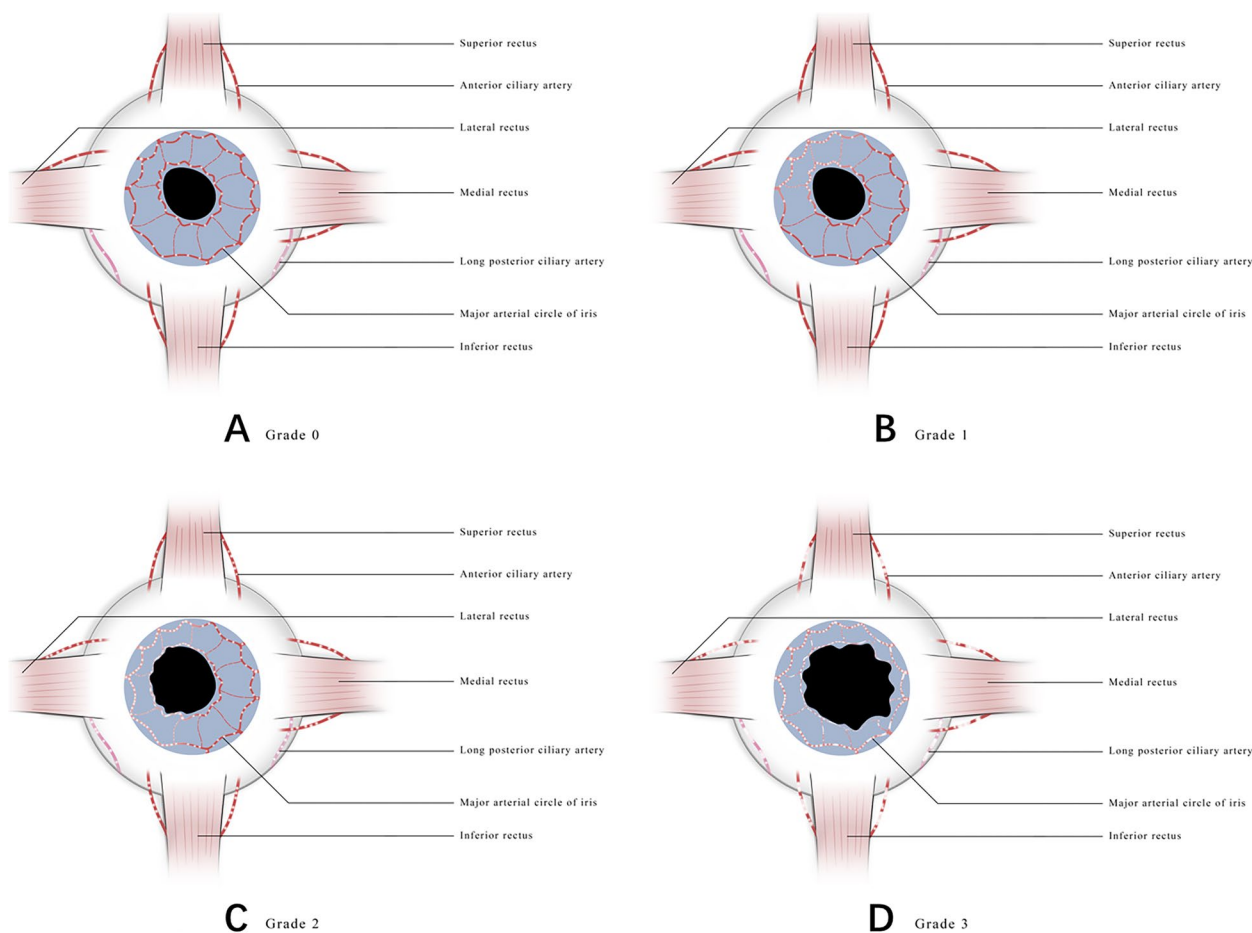 Superior rectus
Anterior ciliary artery
Lateral rectus
Medial rectus
Long posterior ciliary artery
Major arterial circle of iris
Inferior rectus
A Grade 0
Superior rectus
Anterior ciliary artery
Lateral rectus
Medial rectus
Long posterior ciliary artery
Major arterial circle of iris
Inferior rectus
B Grade 1
Superior rectus
Anterior ciliary artery
Lateral rectus
Medial rectus
Long posterior ciliary artery
Major arterial circle of iris
Inferior rectus
C Grade 2
Superior rectus
Anterior ciliary artery
Lateral rectus
Medial rectus
Long posterior ciliary artery
Major arterial circle of iris
Inferior rectus
D Grade 3